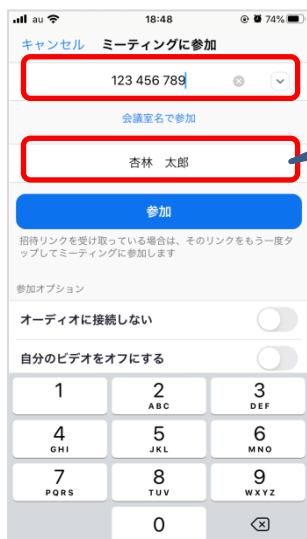 au 18:48 74%
キャンセル ミーティングに参加
123 456 789
会議室名で参加
杏林 太郎
参加
招待リンクを受け取っている場合は、そのリンクをもう一度タ
ップしてミーティングに参加します
参加オプション
オーディオに接続しない
自分のビデオをオフにする
1 2 3
ABC DEF
4 5 6
GHI JKL MNO
7 8 9
PQRS TUV WXYZ
0